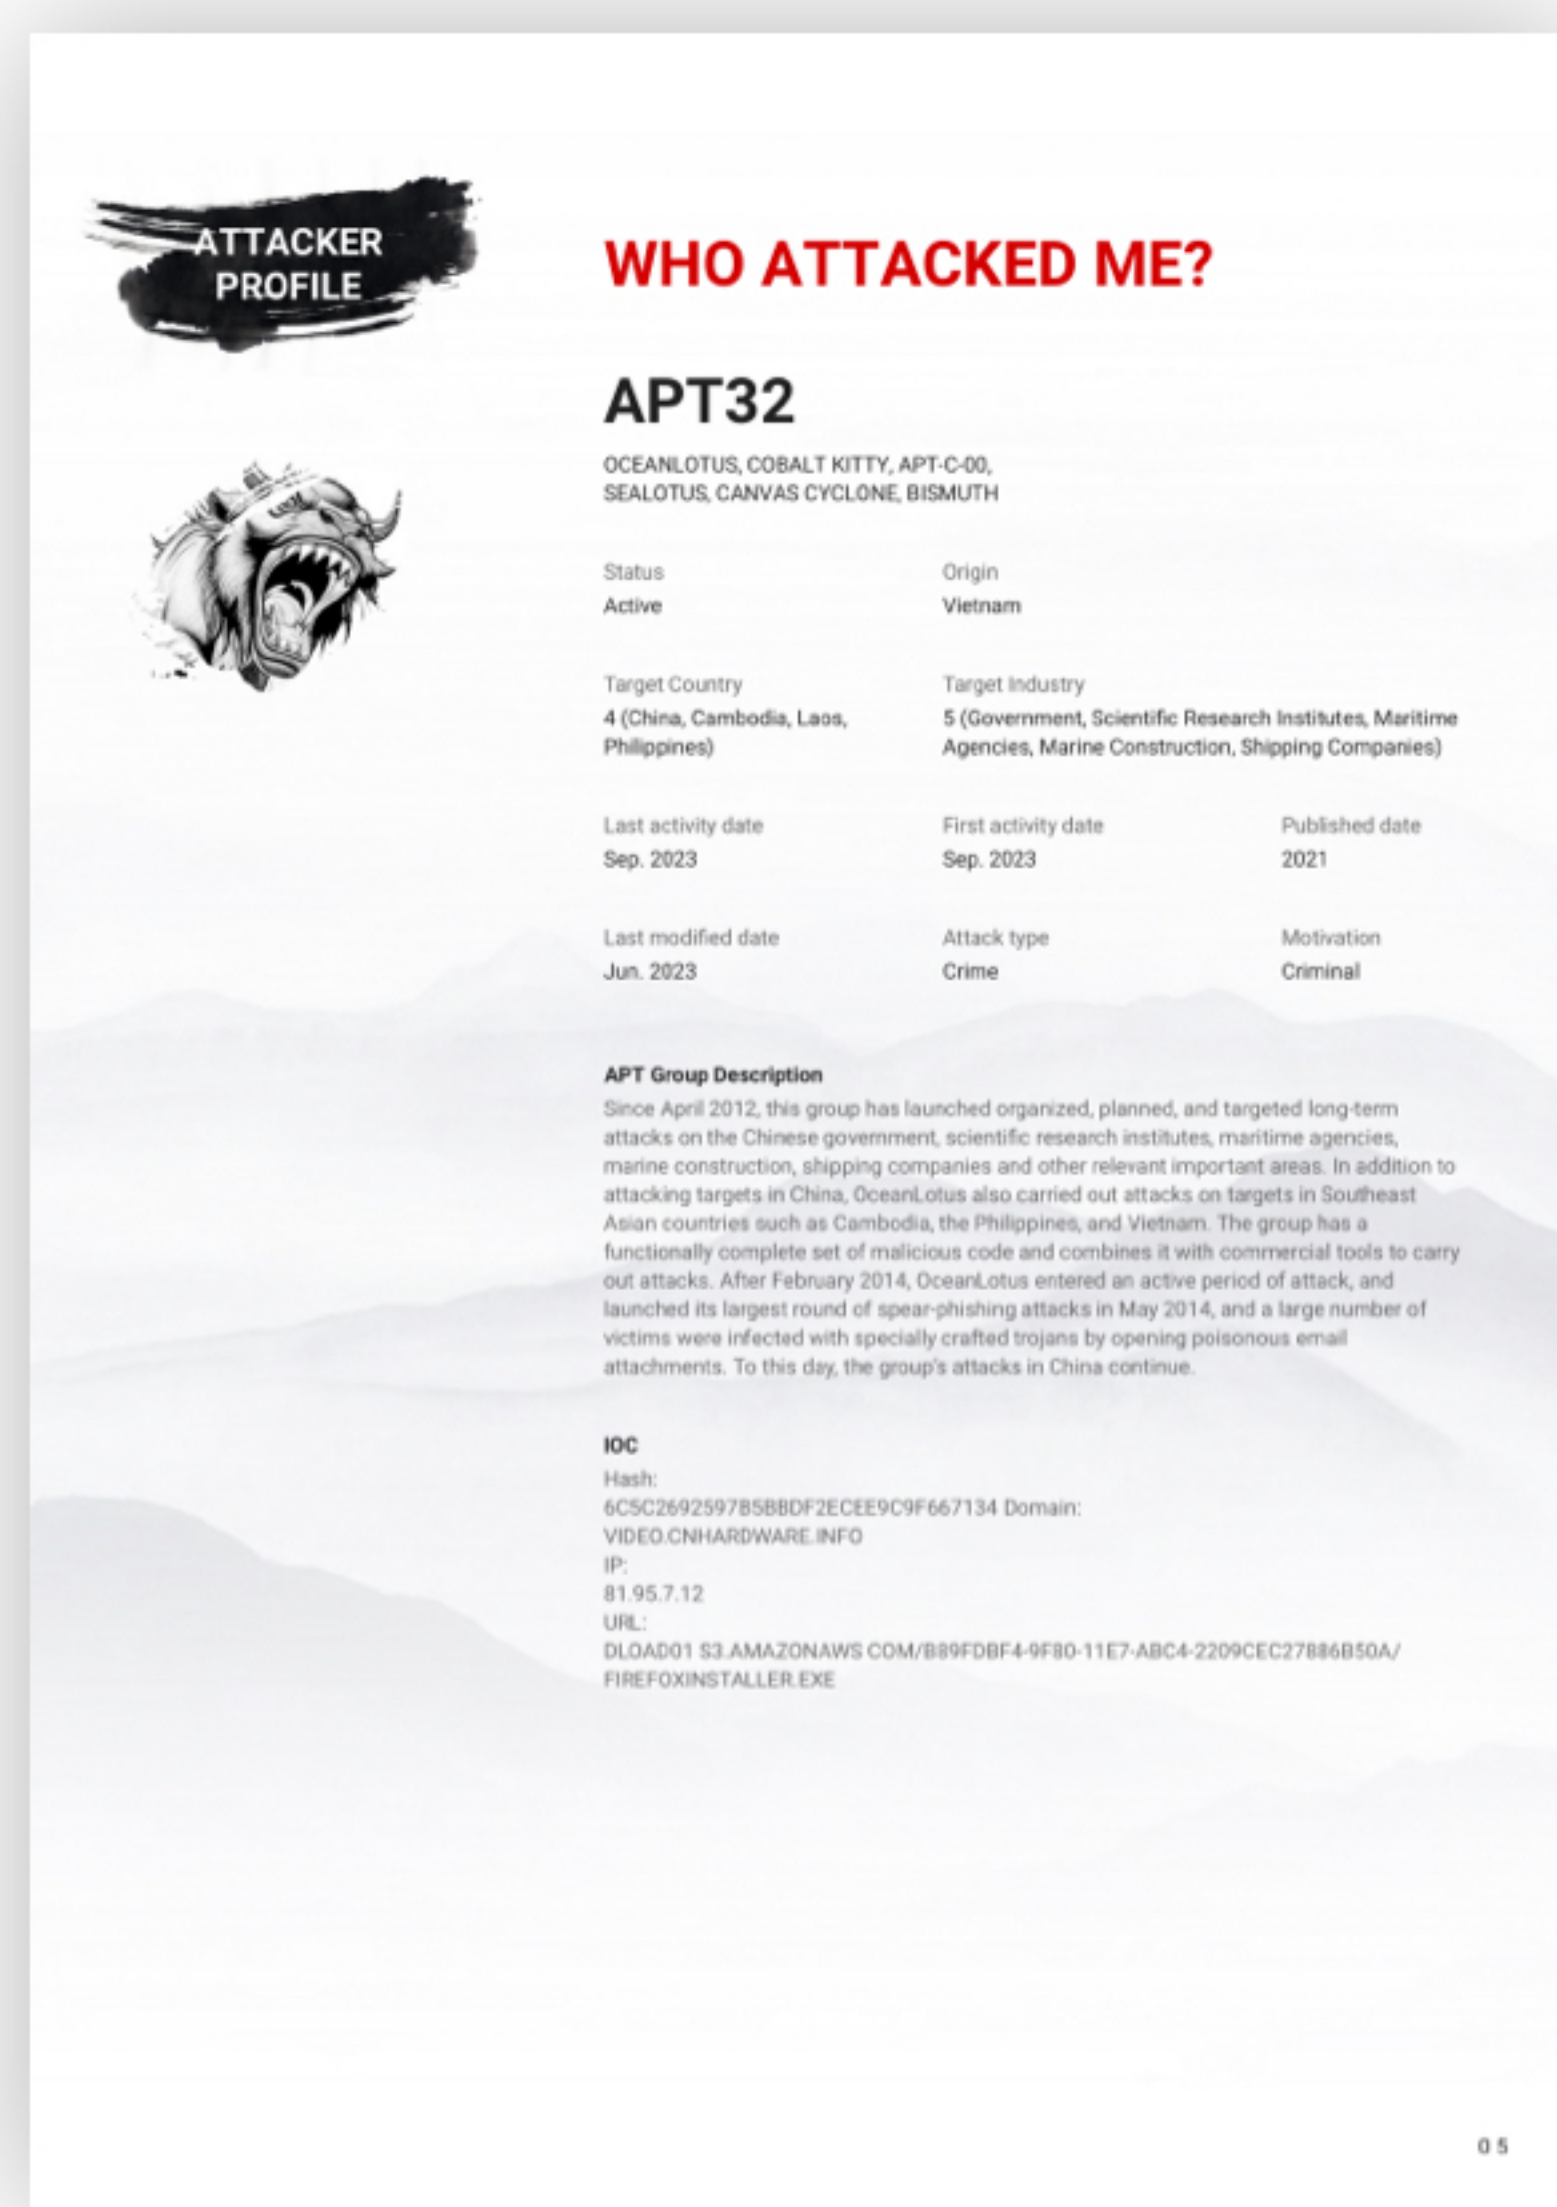 ATTACKER
PROFILE
WHO ATTACKED ME?
APT32
OCEANLOTUS, COBALT KITTY, APT-C-00,
SEALOTUS, CANVAS CYCLONE, BISMUTH
Status
Active
Origin
Vietnam
Target Country
4 (China, Cambodia, Laos,
Philippines)
Target Industry
5 (Government, Scientific Research Institutes, Maritime
Agencies, Marine Construction, Shipping Companies)
Last activity date
Sep. 2023
First activity date
Sep. 2023
Published date
2021
Last modified date
Jun. 2023
Attack type
Crime
Motivation
Criminal
APT Group Description
Since April 2012, this group has launched organized, planned, and targeted long-term
attacks on the Chinese government, scientific research institutes, maritime agencies,
marine construction, shipping companies and other relevant important areas. In addition to
attacking targets in China, OceanLotus also carried out attacks on targets in Southeast
Asian countries such as Cambodia, the Philippines, and Vietnam. The group has a
functionally complete set of malicious code and combines it with commercial tools to carry
out attacks. After February 2014, OceanLotus entered an active period of attack, and
launched its largest round of spear-phishing attacks in May 2014, and a large number of
victims were infected with specially crafted trojans by opening poisonous email
attachments. To this day, the group's attacks in China continue.
IOC
Hash:
6C5C2692597B5BBDF2ECEE9C9F667134 Domain:
VIDEO.CNHARDWARE.INFO
IP:
81.95.7.12
URL:
DLOAD01 S3.AMAZONAWS COM/B89FDBF4-9F80-11E7-ABC4-2209CEC27886B50A/
FIREFOXINSTALLER.EXE
05